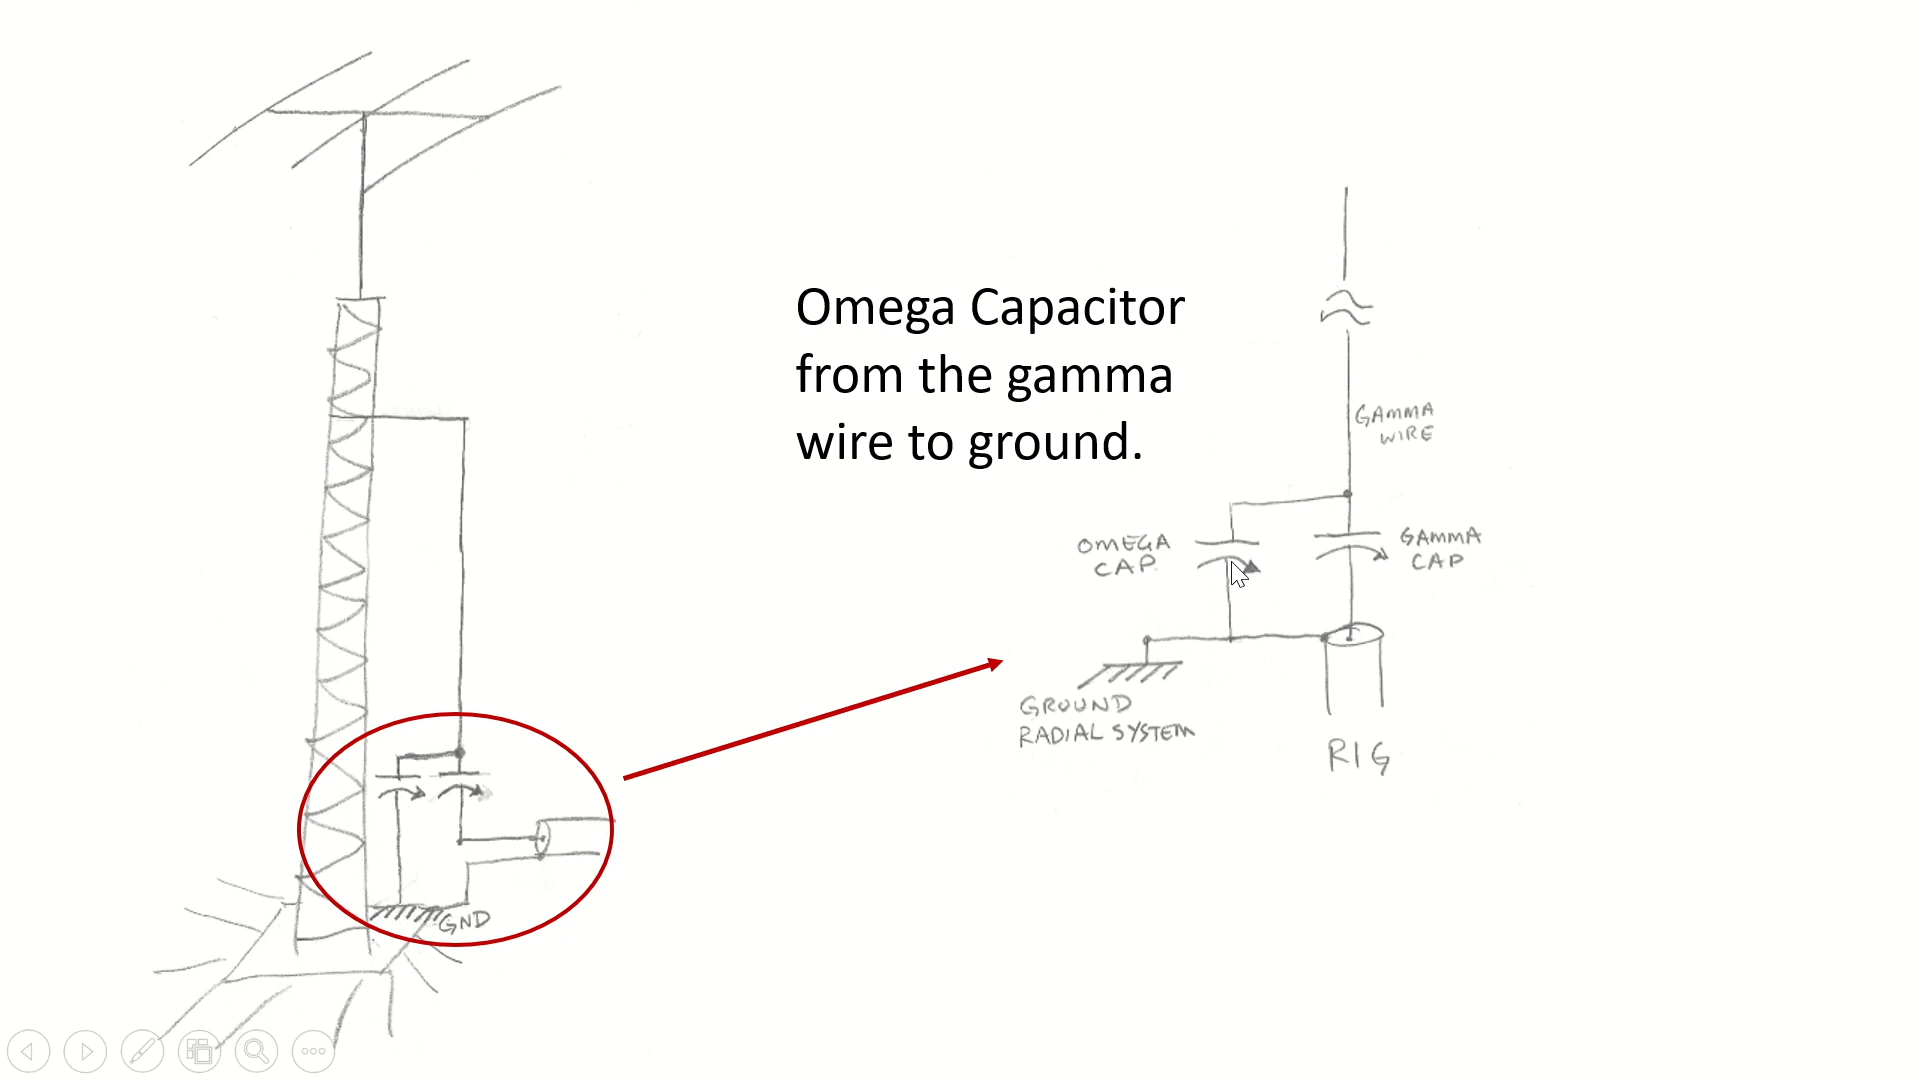 Omega Capacitor
from the gamma
wire to ground.
GAMMA
WIRE
OMEGA
CAP.
GAMMA
CAP
GROUND
RADIAL SYSTEM
RIG
GND